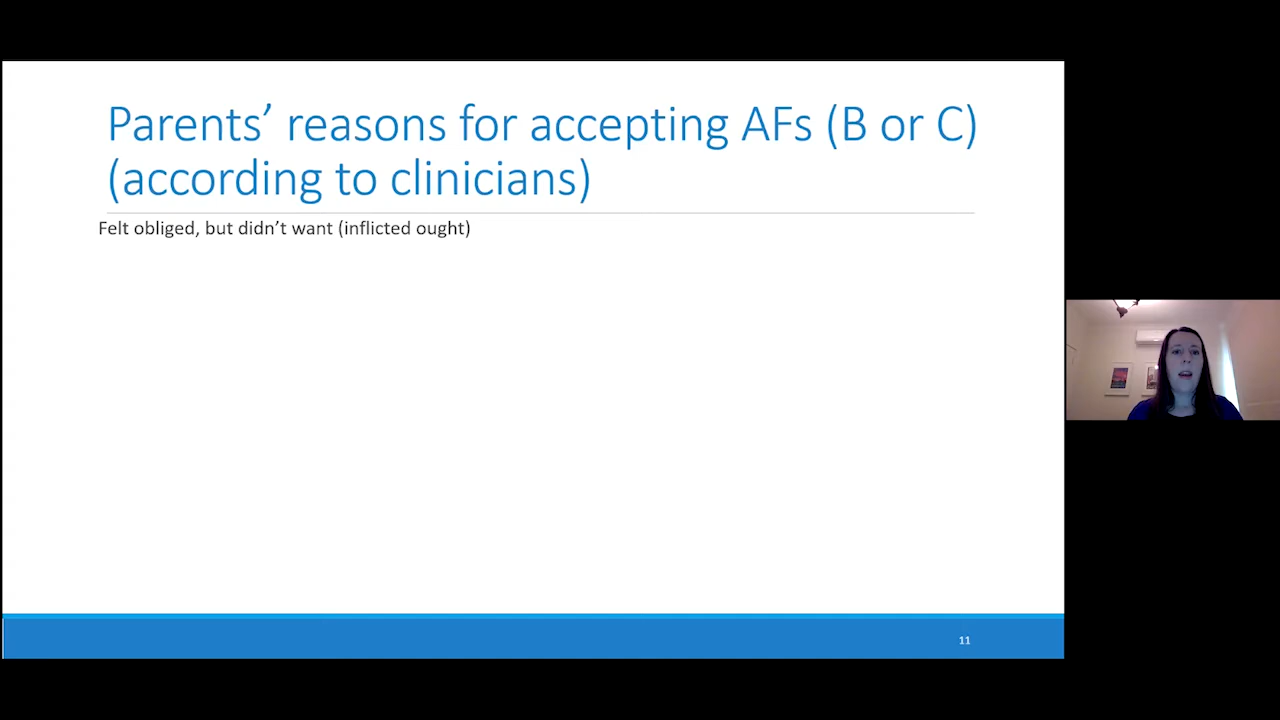 Parents’ reasons for accepting AFs (B or C)
(according to clinicians)
Felt obliged, but didn’t want (inflicted ought)
11